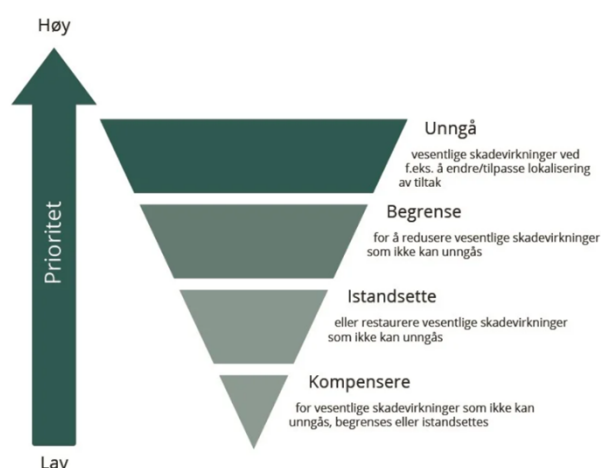 Høy
Prioritet
Unngå
vesentlige skadevirkninger ved
f.eks. å endre/tilpasse lokalisering
av tiltak
Begrense
for å redusere vesentlige skadevirkninger
som ikke kan unngås
Istandsette
eller restaurere vesentlige skadevirkninger
som ikke kan unngås
Kompensere
for vesentlige skadevirkninger som ikke kan
unngås, begrenses eller istandsettes
Lav